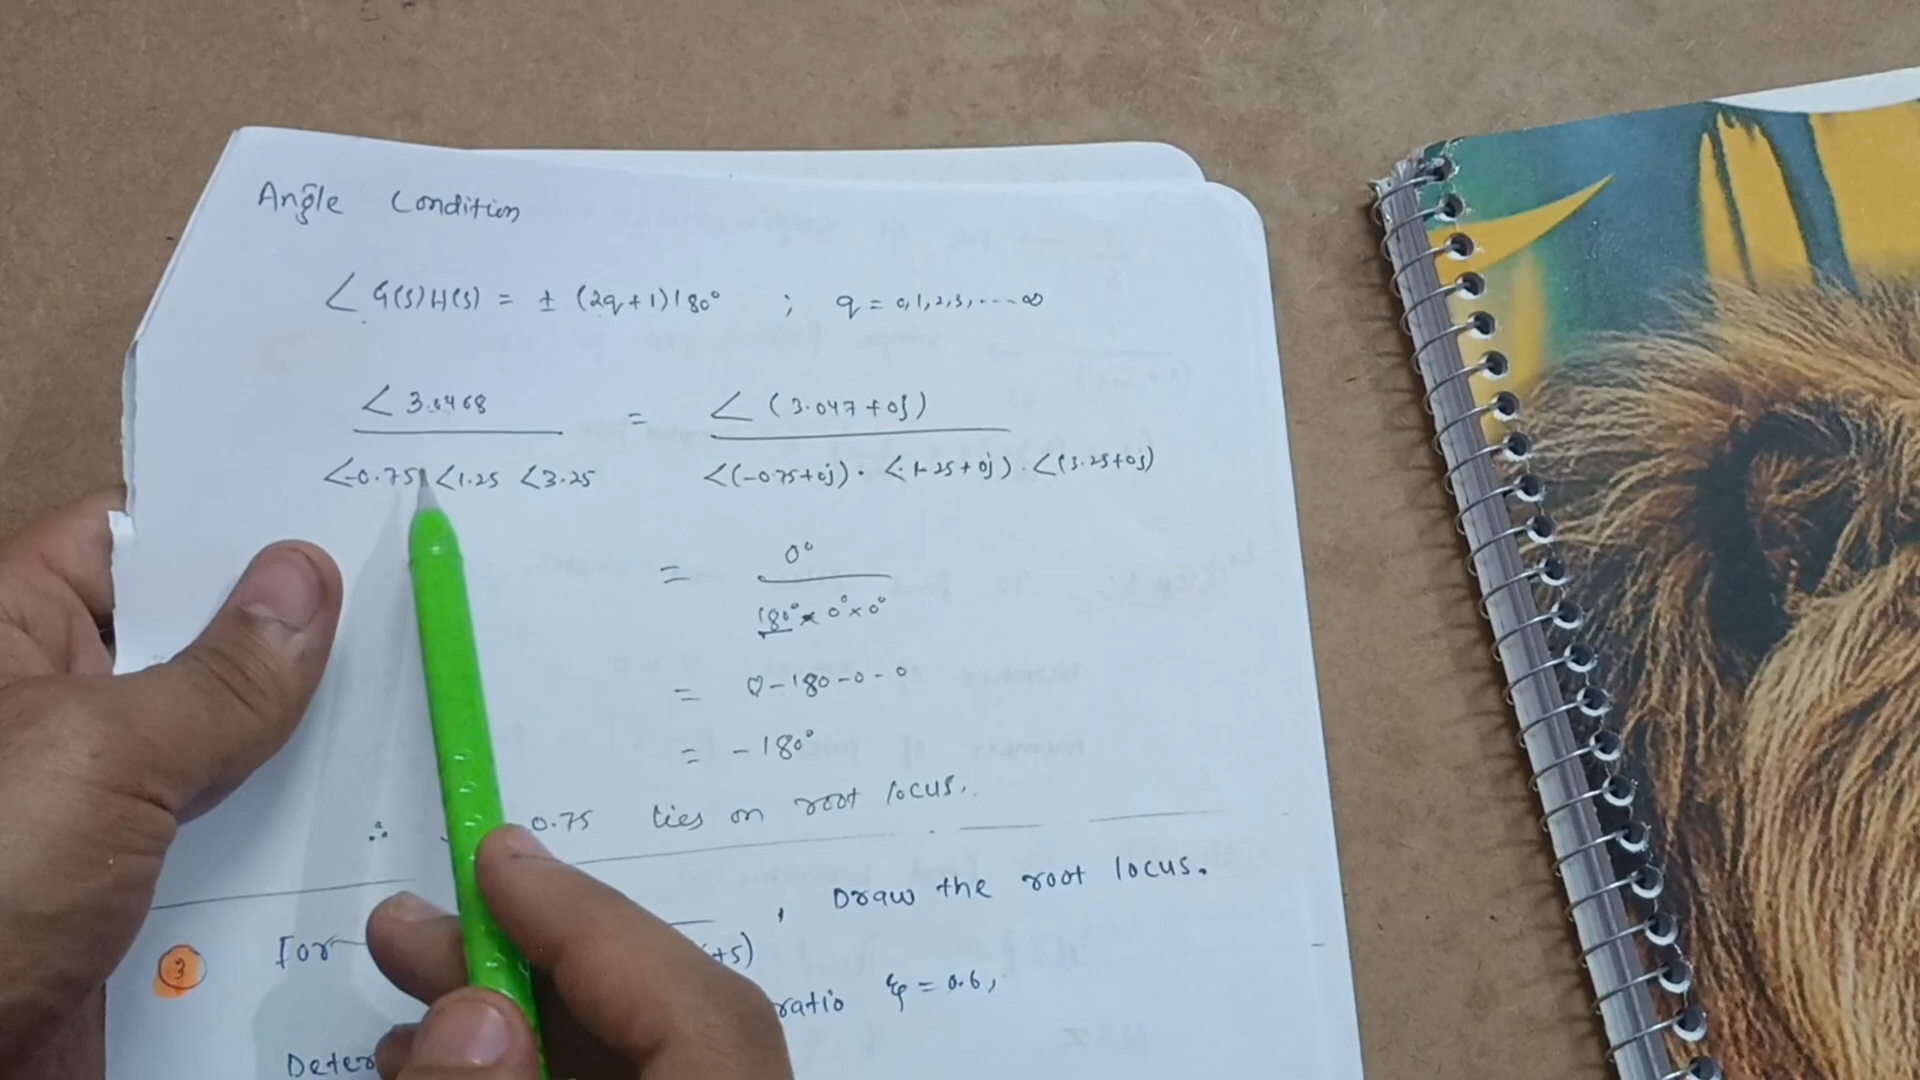 Angle Condition
∠ G(s)H(s) = ± (2q+1)180° ; q = 0,1,2,3,....∞
∠3.0468 / ∠-0.75 ∠1.25 ∠3.25 = ∠(3.047+0j) / ∠(-0.75+0j) . ∠(1.25+0j) . ∠(3.25+0j)
= 0° / 180° × 0° × 0°
= 0-180-0-0
= -180°
∴ 0.75 lies on root locus.
3 For +5) , Draw the root locus.
ratio ξ = 0.6,